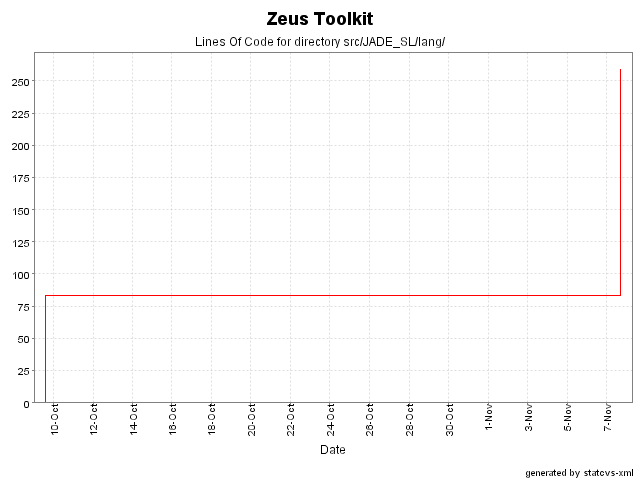 Zeus Toolkit
Lines Of Code for directory src/JADE_SL/lang/
250
225
200
175
150
125
100
75
50
25
0
10-Oct
12-Oct
14-Oct
16-Oct
18-Oct
20-Oct
22-Oct
24-Oct
26-Oct
28-Oct
30-Oct
1-Nov
3-Nov
5-Nov
7-Nov
Date
generated by statcvs-xml